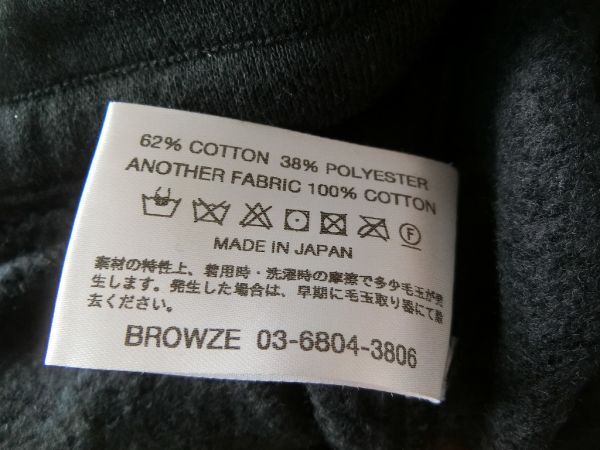 62% COTTON 38% POLYESTER
ANOTHER FABRIC 100% COTTON
F
MADE IN JAPAN
素材の特性上、着用時・洗濯時の摩擦で多少毛玉が発
生します。発生した場合は、早期に毛玉取り器にて除
去ください。
BROWZE 03-6804-3806